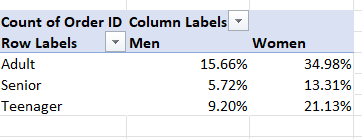 Count of Order ID Column Labels
Row Labels Men Women
Adult 15.66% 34.98%
Senior 5.72% 13.31%
Teenager 9.20% 21.13%